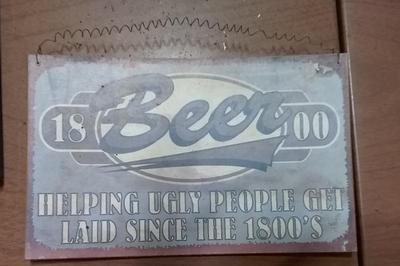 18 Beer 00
HELPING UGLY PEOPLE GET
LAID SINCE THE 1800'S